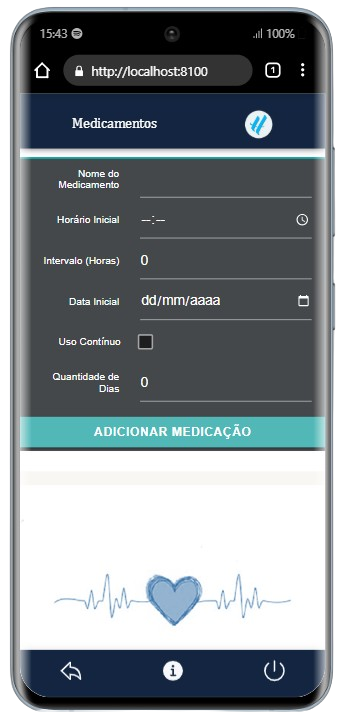 15:43
100%
http://localhost:8100
1
Medicamentos
Nome do
Medicamento
Horário Inicial
--:--
Intervalo (Horas)
0
Data Inicial
dd/mm/aaaa
Uso Contínuo
Quantidade de
Dias
0
ADICIONAR MEDICAÇÃO